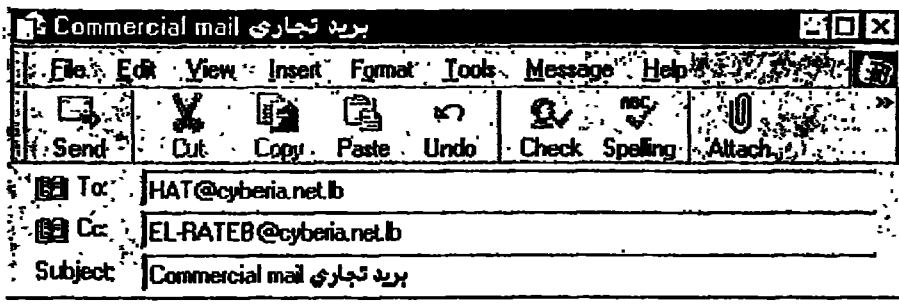 Commercial mail بريد تجاري
File Edit View Insert Format Tools Message Help
Send Cut Copy Paste Undo Check Spelling Attach »
To: HAT@cyberia.net.lb
Cc: EL-RATEB@cyberia.net.lb
Subject: Commercial mail بريد تجاري